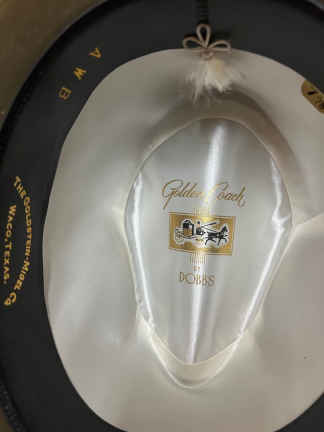 A W B
THE GOLDSTEIN-MIGEL CO
WACO, TEXAS.
Golden Coach
BY
DOBBS